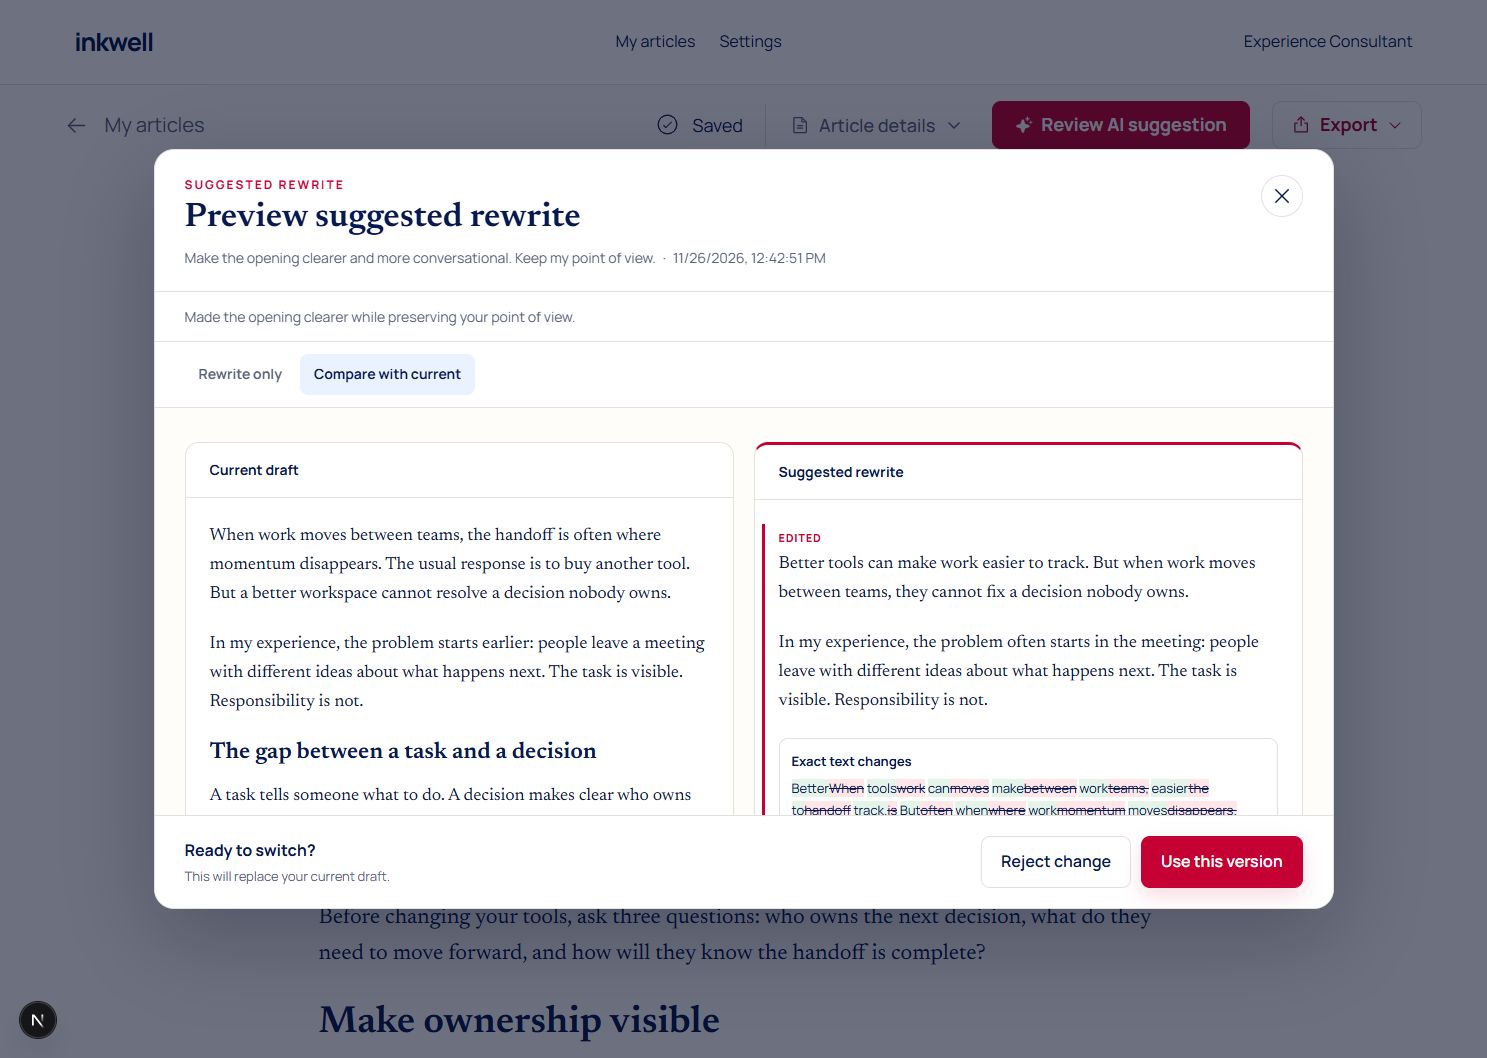 inkwell
My articles
Settings
Experience Consultant
My articles
Saved
Article details
Review AI suggestion
Export
SUGGESTED REWRITE
Preview suggested rewrite
Make the opening clearer and more conversational. Keep my point of view. · 11/26/2026, 12:42:51 PM
Made the opening clearer while preserving your point of view.
Rewrite only
Compare with current
Current draft
When work moves between teams, the handoff is often where
momentum disappears. The usual response is to buy another tool.
But a better workspace cannot resolve a decision nobody owns.
In my experience, the problem starts earlier: people leave a meeting
with different ideas about what happens next. The task is visible.
Responsibility is not.
The gap between a task and a decision
A task tells someone what to do. A decision makes clear who owns
Suggested rewrite
EDITED
Better tools can make work easier to track. But when work moves
between teams, they cannot fix a decision nobody owns.
In my experience, the problem often starts in the meeting: people
leave with different ideas about what happens next. The task is
visible. Responsibility is not.
Exact text changes
BetterWhen toolswork canmoves makebetween workteams, easierthe
tohandoff track.is Butoften whenwhere workmomentum movesdisappears.
Ready to switch?
This will replace your current draft.
Reject change
Use this version
Before changing your tools, ask three questions: who owns the next decision, what do they
need to move forward, and how will they know the handoff is complete?
Make ownership visible
N